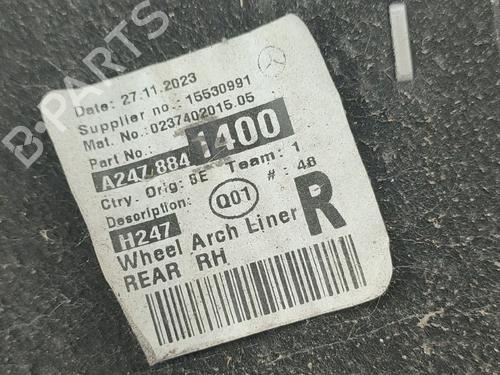 Date: 27.11.2023
Supplier no.: 15530991
Mat. No.: 0237402015.05
Part No.:
A247 884 1400
Ctry. Orig: BE Team: 1
Description: Q01 #: 48
H247
Wheel Arch Liner R
REAR RH
B-PARTS